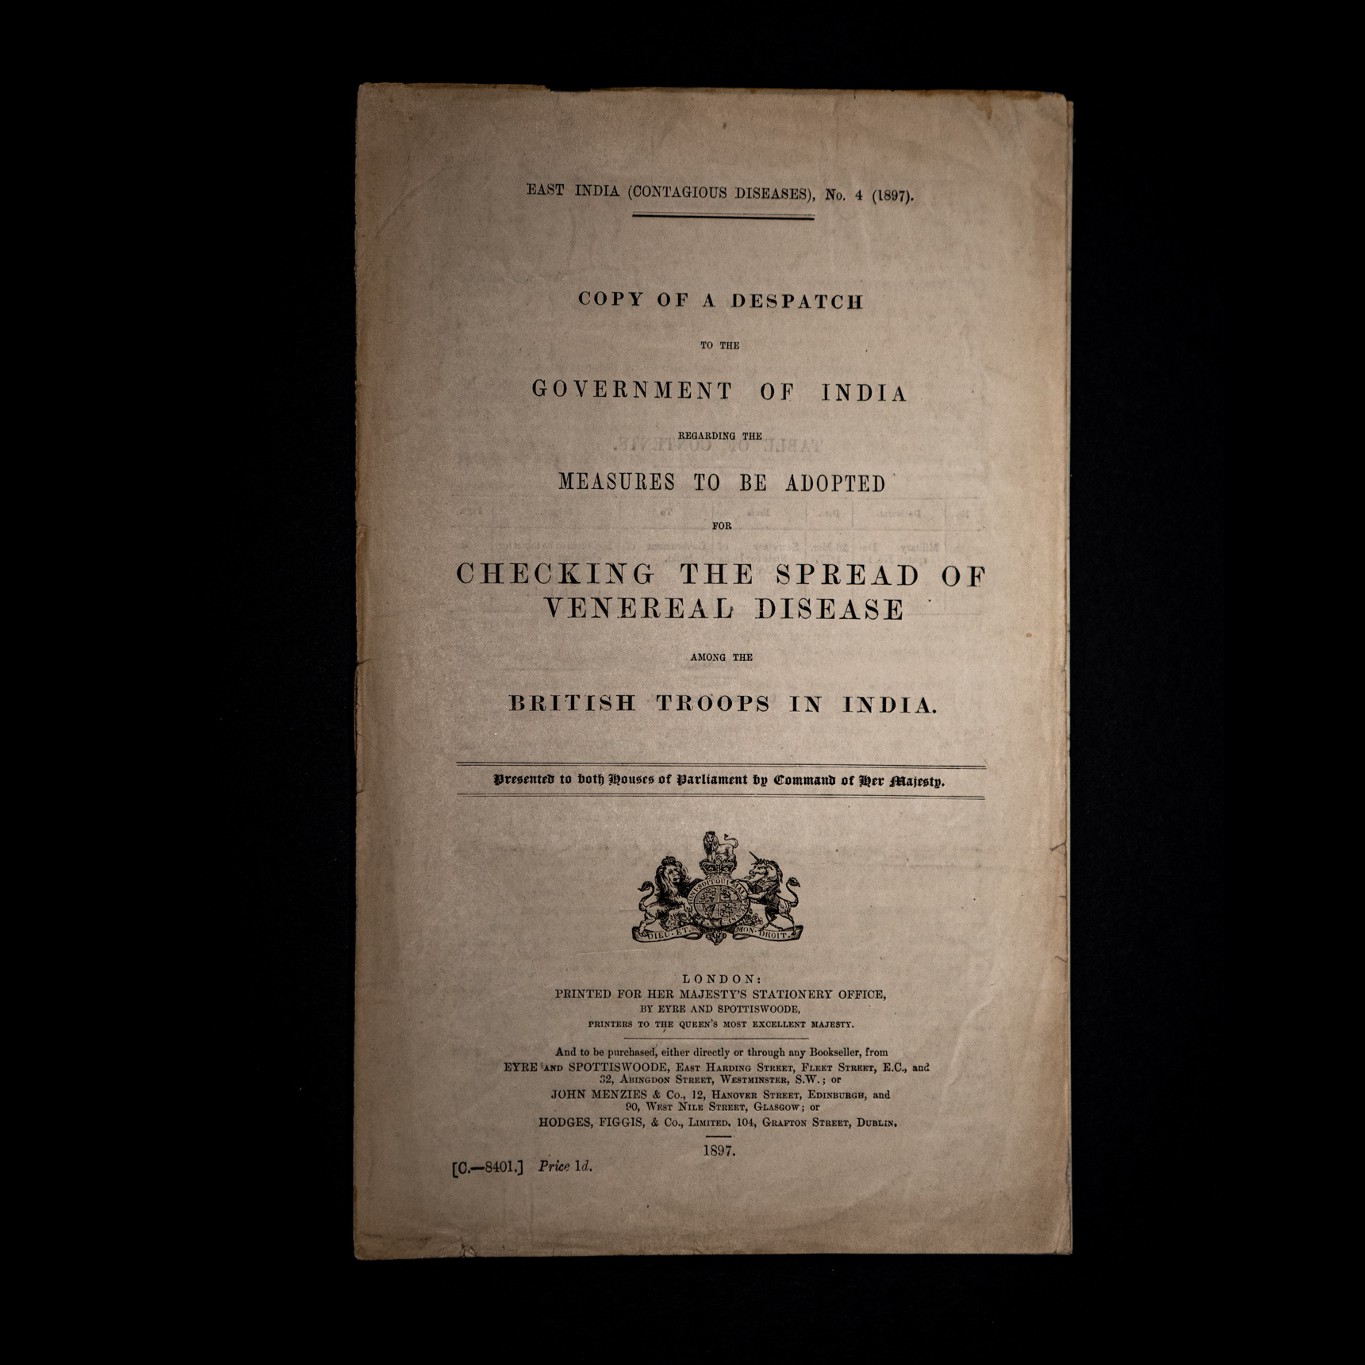 EAST INDIA (CONTAGIOUS DISEASES), No. 4 (1897).
COPY OF A DESPATCH
TO THE
GOVERNMENT OF INDIA
REGARDING THE
TABLE OF CONTENTS.
MEASURES TO BE ADOPTED
FOR
CHECKING THE SPREAD OF
VENEREAL DISEASE
AMONG THE
BRITISH TROOPS IN INDIA.
Presented to both Houses of Parliament by Command of Her Majesty.
DIEU·ET· MON·DROIT.
LONDON:
PRINTED FOR HER MAJESTY'S STATIONERY OFFICE,
BY EYRE AND SPOTTISWOODE,
PRINTERS TO THE QUEEN'S MOST EXCELLENT MAJESTY.
And to be purchased, either directly or through any Bookseller, from
EYRE AND SPOTTISWOODE, EAST HARDING STREET, FLEET STREET, E.C., and
32, ABINGDON STREET, WESTMINSTER, S.W.; or
JOHN MENZIES & Co., 12, HANOVER STREET, EDINBURGH, and
90, WEST NILE STREET, GLASGOW; or
HODGES, FIGGIS, & Co., LIMITED, 104, GRAFTON STREET, DUBLIN.
1897.
[C.—8401.] Price 1d.